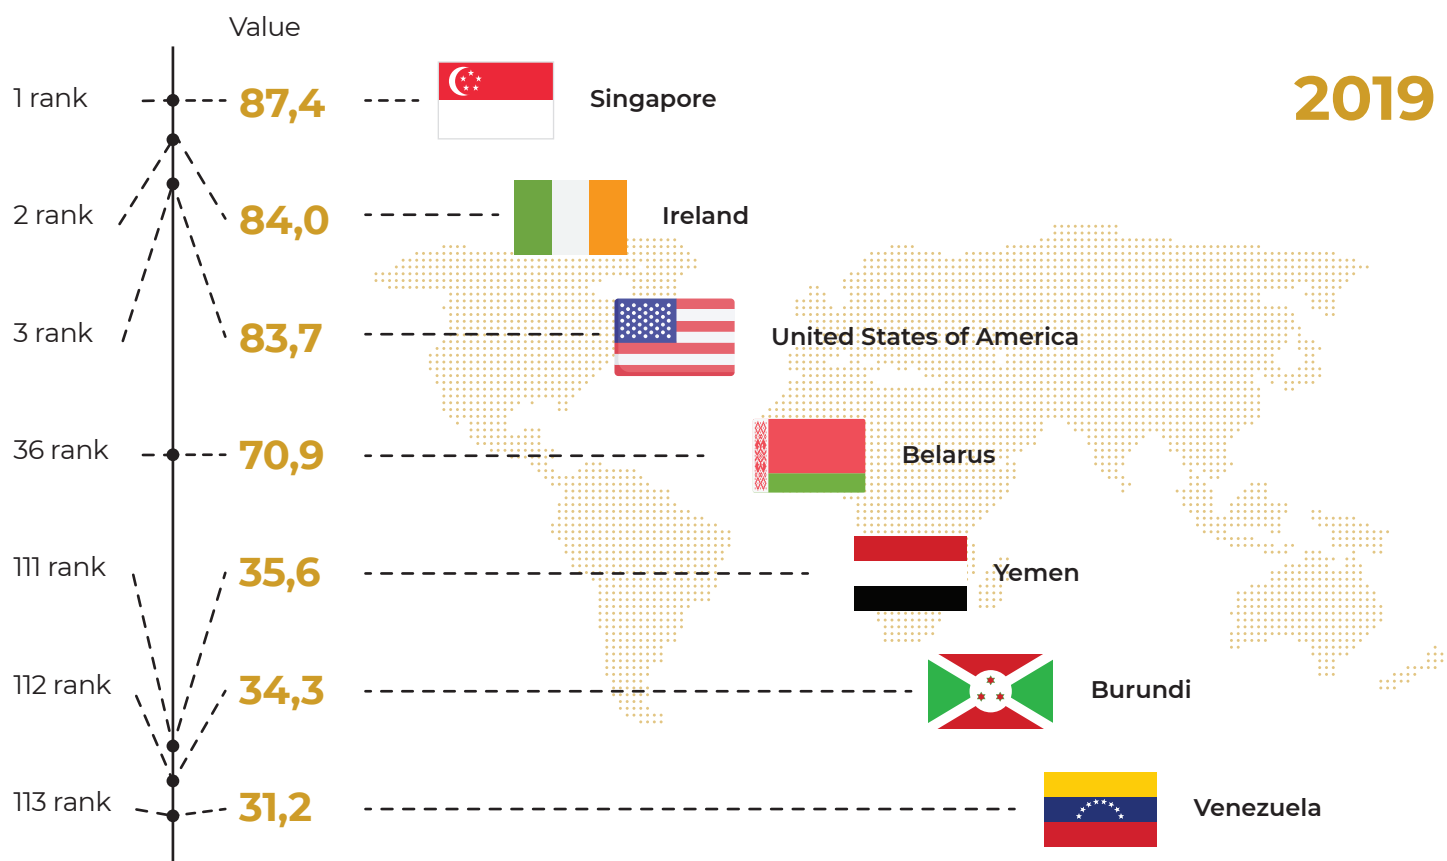 Value
2019
1 rank 87,4 Singapore
2 rank 84,0 Ireland
3 rank 83,7 United States of America
36 rank 70,9 Belarus
111 rank 35,6 Yemen
112 rank 34,3 Burundi
113 rank 31,2 Venezuela